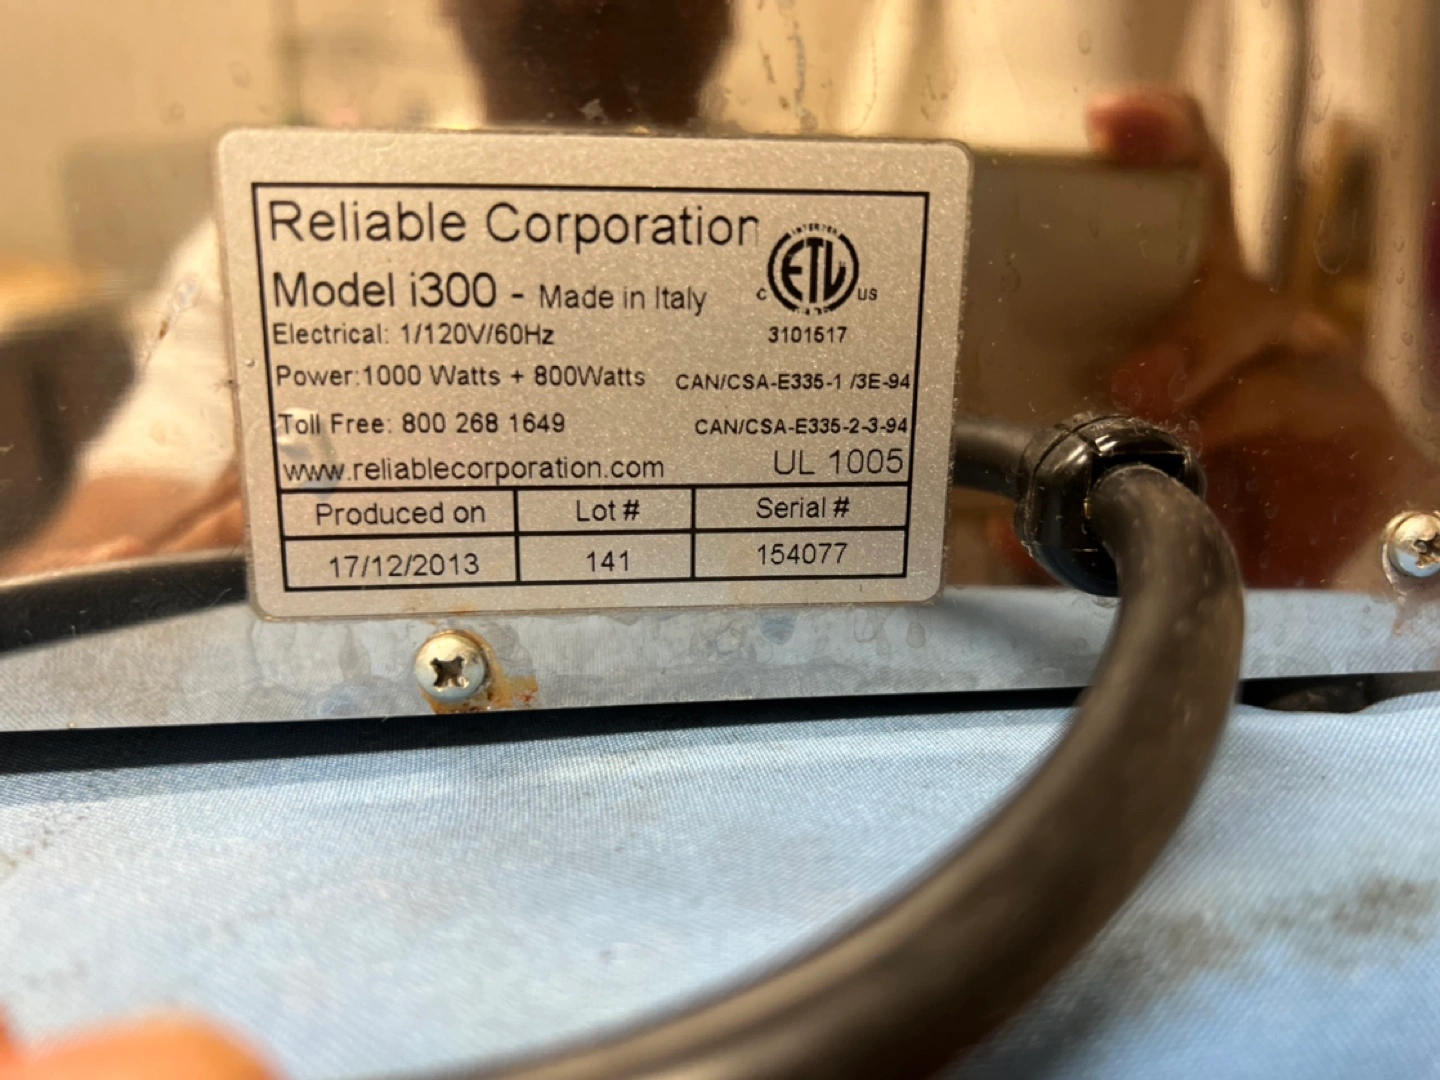 Reliable Corporation
INTERTEK
ETL
C US
Model i300 - Made in Italy
Electrical: 1/120V/60Hz
3101517
Power:1000 Watts + 800Watts CAN/CSA-E335-1 /3E-94
Toll Free: 800 268 1649 CAN/CSA-E335-2-3-94
www.reliablecorporation.com UL 1005
Produced on Lot # Serial #
17/12/2013 141 154077